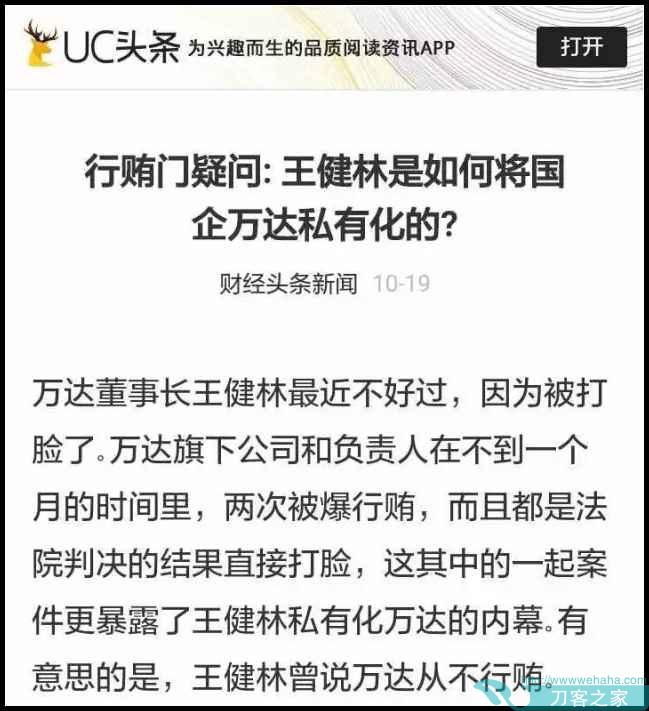 UC头条 为兴趣而生的品质阅读资讯APP 打开
行贿门疑问: 王健林是如何将国
企万达私有化的?
财经头条新闻 10-19
万达董事长王健林最近不好过，因为被打
脸了。万达旗下公司和负责人在不到一个
月的时间里，两次被爆行贿，而且都是法
院判决的结果直接打脸，这其中的一起案
件更暴露了王健林私有化万达的内幕。有
意思的是，王健林曾说万达从不行贿。
http://www.wehaha.com
刀客之家